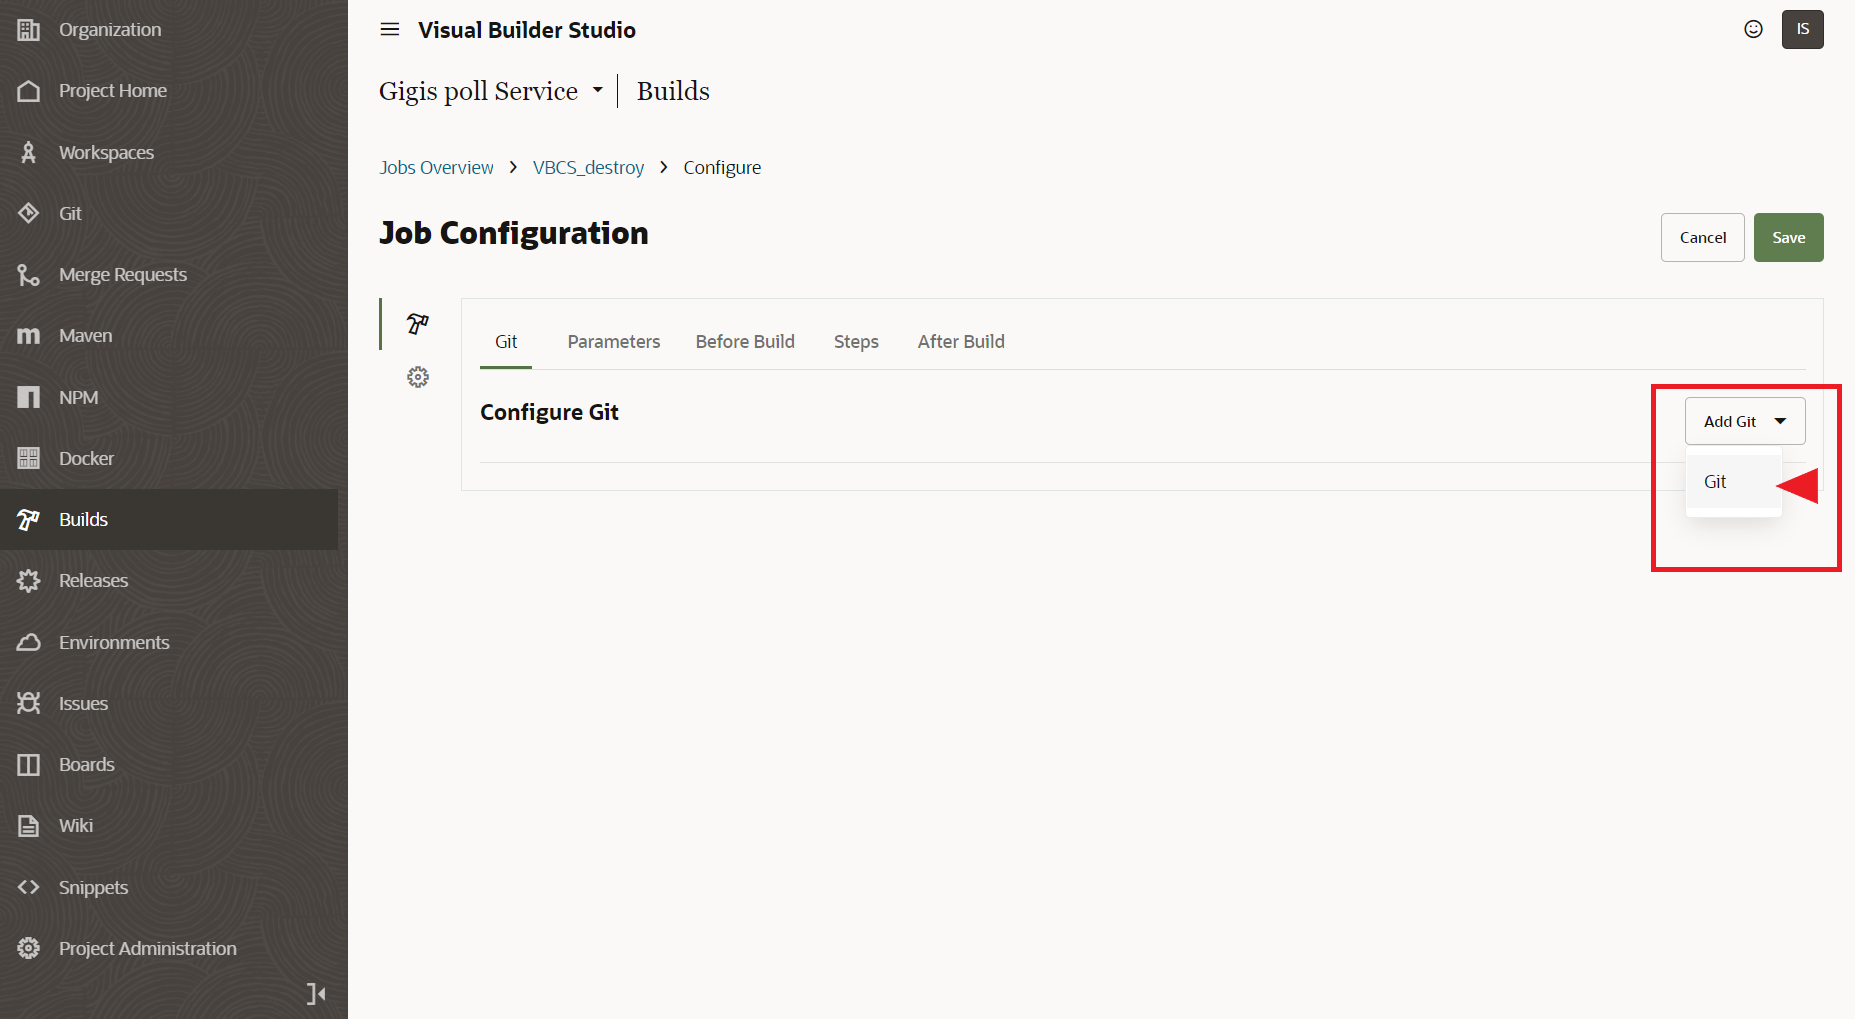 Organization
Project Home
Workspaces
Git
Merge Requests
Maven
NPM
Docker
Builds
Releases
Environments
Issues
Boards
Wiki
Snippets
Project Administration
Visual Builder Studio
IS
Gigis poll Service
Builds
Jobs Overview > VBCS_destroy > Configure
Job Configuration
Cancel
Save
Git Parameters Before Build Steps After Build
Configure Git
Add Git
Git